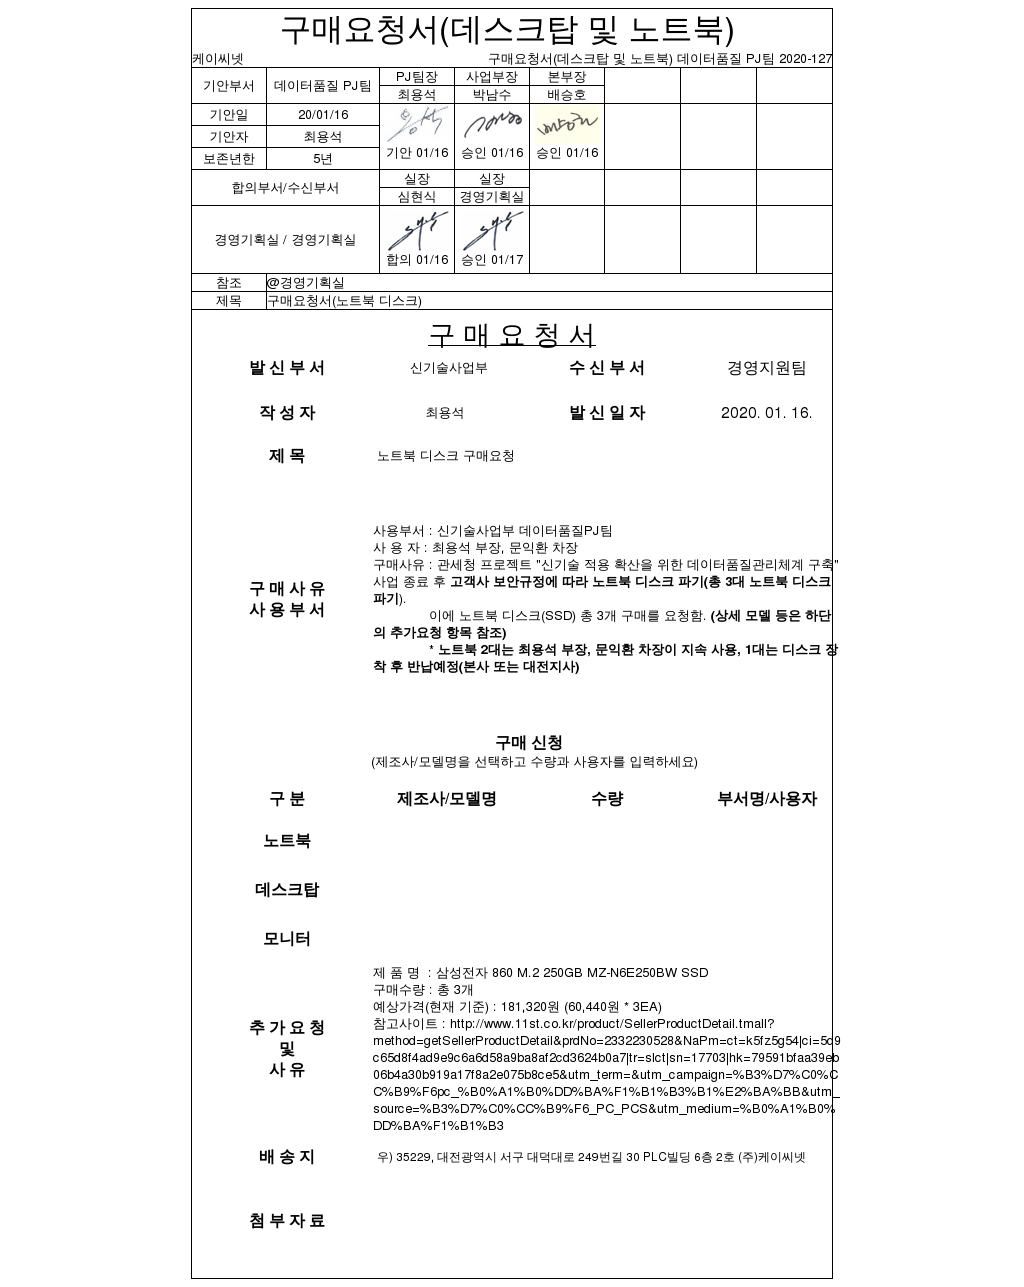 구매요청서(데스크탑 및 노트북)
케이씨넷 구매요청서(데스크탑 및 노트북) 데이터품질 PJ팀 2020-127
기안부서 데이터품질 PJ팀 PJ팀장 사업부장 본부장
최용석 박남수 배승호
기안일 20/01/16
기안자 최용석
보존년한 5년 기안 01/16 승인 01/16 승인 01/16
합의부서/수신부서 실장 실장
심현식 경영기획실
경영기획실 / 경영기획실
합의 01/16 승인 01/17
참조 @경영기획실
제목 구매요청서(노트북 디스크)
구 매 요 청 서
발 신 부 서 신기술사업부 수 신 부 서 경영지원팀
작 성 자 최용석 발 신 일 자 2020. 01. 16.
제 목 노트북 디스크 구매요청
구 매 사 유
사 용 부 서
사용부서 : 신기술사업부 데이터품질PJ팀
사 용 자 : 최용석 부장, 문익환 차장
구매사유 : 관세청 프로젝트 "신기술 적용 확산을 위한 데이터품질관리체계 구축"
사업 종료 후 고객사 보안규정에 따라 노트북 디스크 파기(총 3대 노트북 디스크
파기).
이에 노트북 디스크(SSD) 총 3개 구매를 요청함. (상세 모델 등은 하단
의 추가요청 항목 참조)
* 노트북 2대는 최용석 부장, 문익환 차장이 지속 사용, 1대는 디스크 장
착 후 반납예정(본사 또는 대전지사)
구매 신청
(제조사/모델명을 선택하고 수량과 사용자를 입력하세요)
구 분 제조사/모델명 수량 부서명/사용자
노트북
데스크탑
모니터
추 가 요 청
및
사 유
제 품 명 : 삼성전자 860 M.2 250GB MZ-N6E250BW SSD
구매수량 : 총 3개
예상가격(현재 기준) : 181,320원 (60,440원 * 3EA)
참고사이트 : http://www.11st.co.kr/product/SellerProductDetail.tmall?
method=getSellerProductDetail&prdNo=2332230528&NaPm=ct=k5fz5g54|ci=5d9
c65d8f4ad9e9c6a6d58a9ba8af2cd3624b0a7|tr=slct|sn=17703|hk=79591bfaa39eb
06b4a30b919a17f8a2e075b8ce5&utm_term=&utm_campaign=%B3%D7%C0%C
C%B9%F6pc_%B0%A1%B0%DD%BA%F1%B1%B3%B1%E2%BA%BB&utm_
source=%B3%D7%C0%CC%B9%F6_PC_PCS&utm_medium=%B0%A1%B0%
DD%BA%F1%B1%B3
배 송 지 우) 35229, 대전광역시 서구 대덕대로 249번길 30 PLC빌딩 6층 2호 (주)케이씨넷
첨 부 자 료